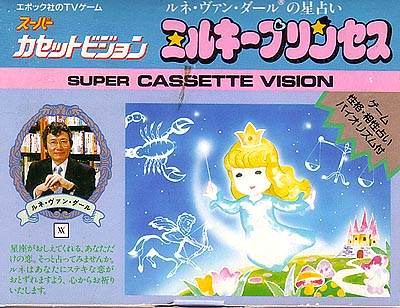 エポック社のTVゲーム
スーパー
カセットビジョン
ルネ・ヴァン・ダール®の星占い
ミルキープリンセス
SUPER CASSETTE VISION
ゲーム
性格・相性占い
バイオリズム付
ルネ・ヴァン・ダール
星座がおしえてくれる、あなただけ
の恋。そっと占ってみませんか。
ルネはあなたにステキな恋が
おとずれますよう、心からお祈り
いたします。